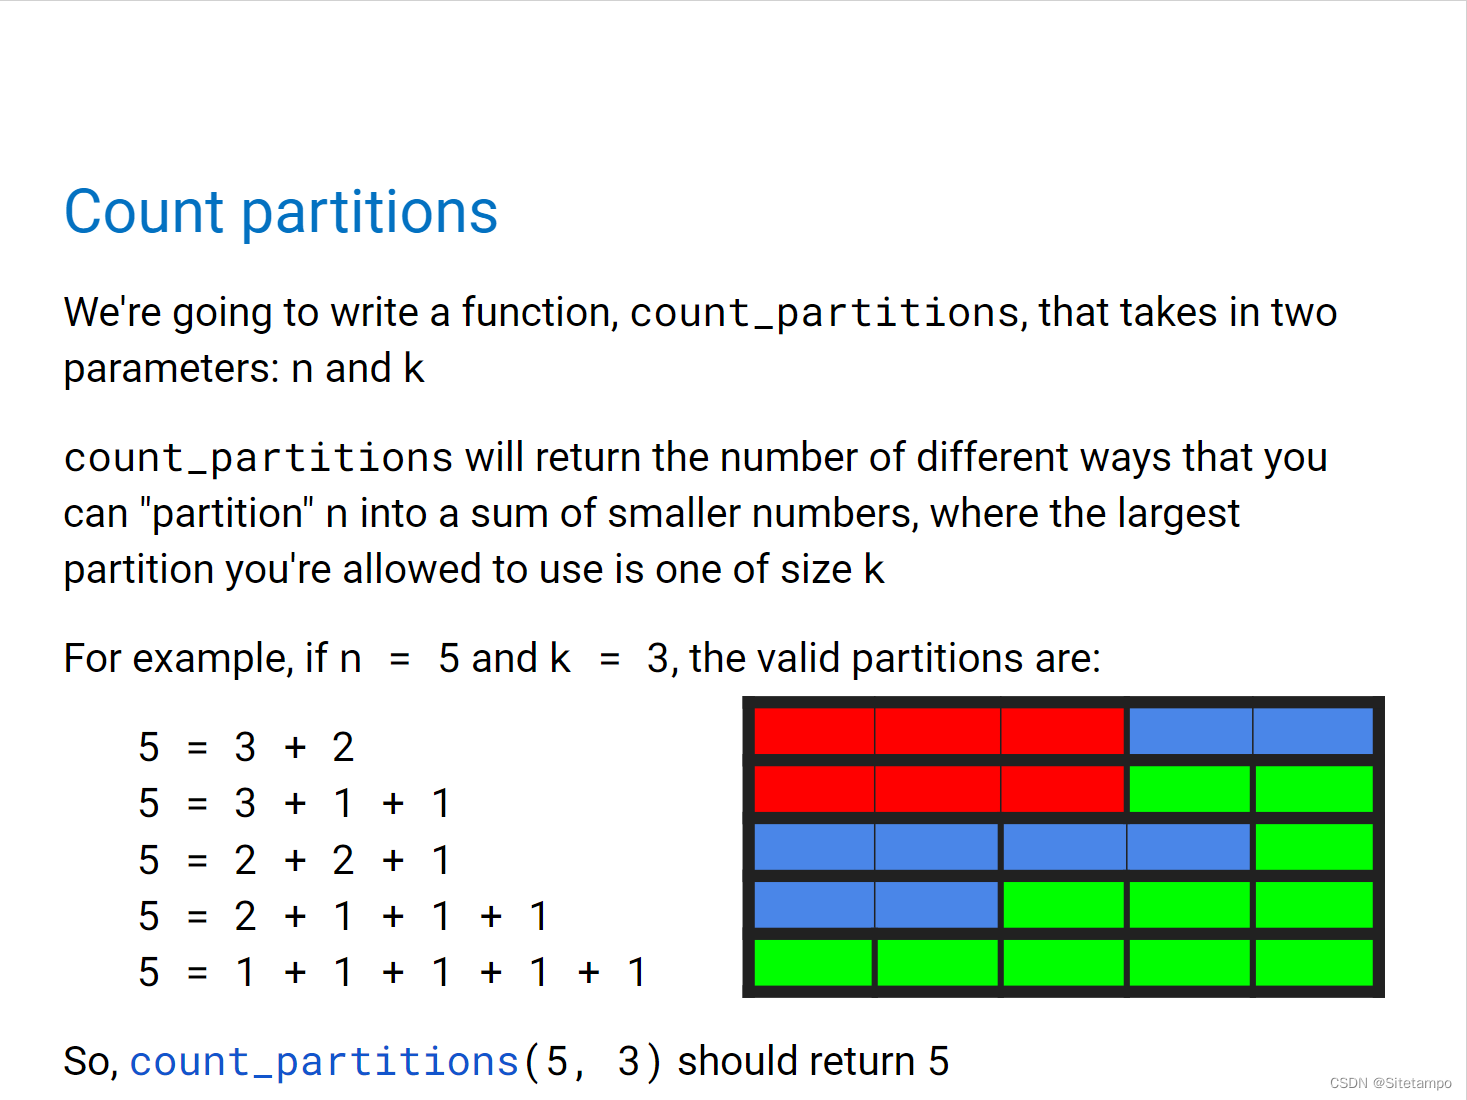 Count partitions
We're going to write a function, count_partitions, that takes in two
parameters: n and k
count_partitions will return the number of different ways that you
can "partition" n into a sum of smaller numbers, where the largest
partition you're allowed to use is one of size k
For example, if n = 5 and k = 3, the valid partitions are:
5 = 3 + 2
5 = 3 + 1 + 1
5 = 2 + 2 + 1
5 = 2 + 1 + 1 + 1
5 = 1 + 1 + 1 + 1 + 1
So, count_partitions(5, 3) should return 5
CSDN @Sitetampo